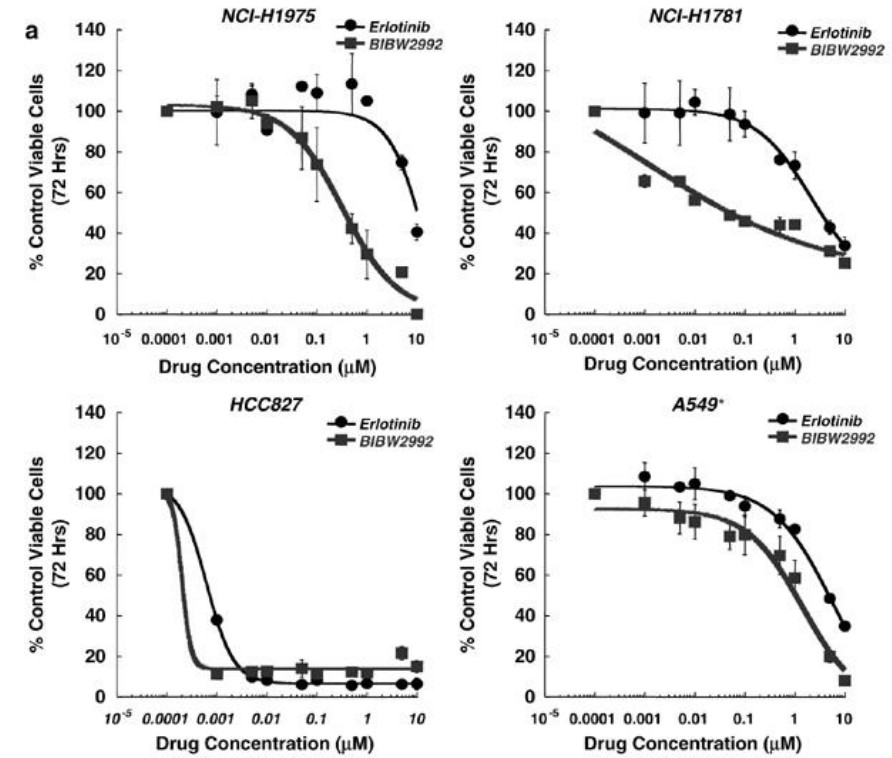 a
NCI-H1975
Erlotinib
BIBW2992
140
120
100
80
60
40
20
0
% Control Viable Cells
(72 Hrs)
10-5 0.0001 0.001 0.01 0.1 1 10
Drug Concentration (μM)
NCI-H1781
Erlotinib
BIBW2992
140
120
100
80
60
40
20
0
% Control Viable Cells
(72 Hrs)
10-5 0.0001 0.001 0.01 0.1 1 10
Drug Concentration (μM)
HCC827
Erlotinib
BIBW2992
140
120
100
80
60
40
20
0
% Control Viable Cells
(72 Hrs)
10-5 0.0001 0.001 0.01 0.1 1 10
Drug Concentration (μM)
A549*
Erlotinib
BIBW2992
140
120
100
80
60
40
20
0
% Control Viable Cells
(72 Hrs)
10-5 0.0001 0.001 0.01 0.1 1 10
Drug Concentration (μM)